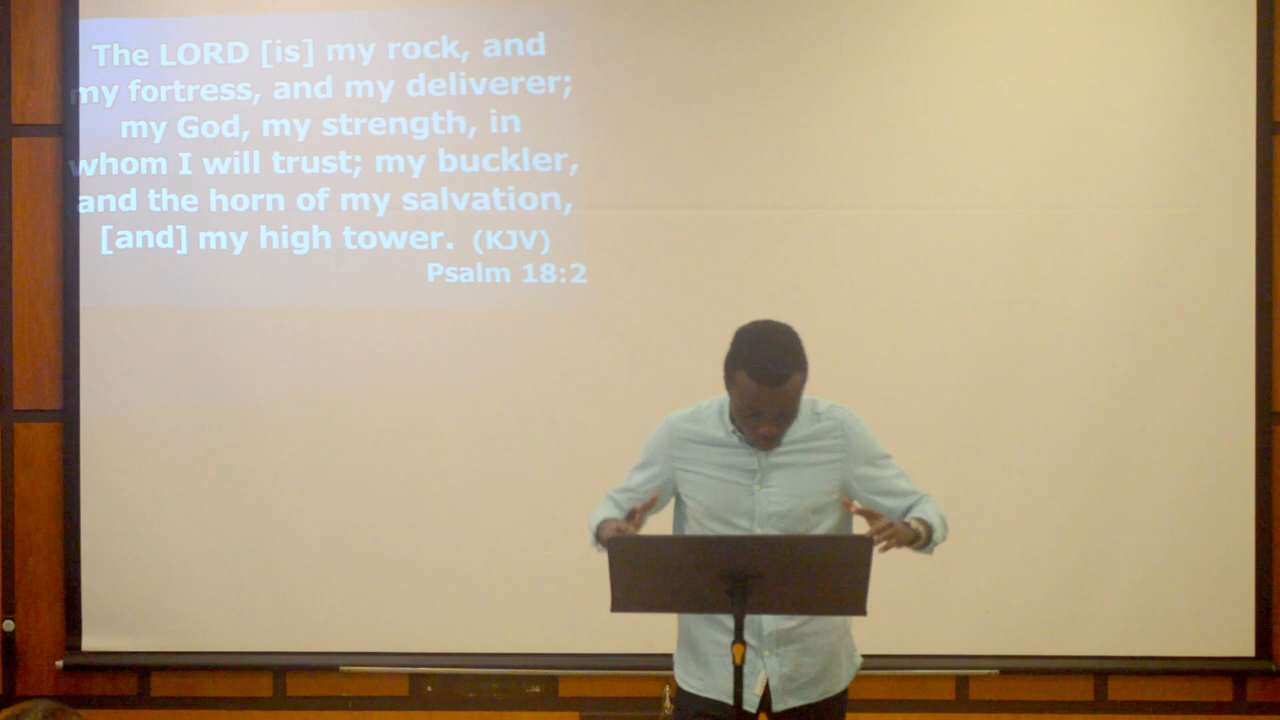 The LORD [is] my rock, and
my fortress, and my deliverer;
my God, my strength, in
whom I will trust; my buckler,
and the horn of my salvation,
[and] my high tower. (KJV)
Psalm 18:2